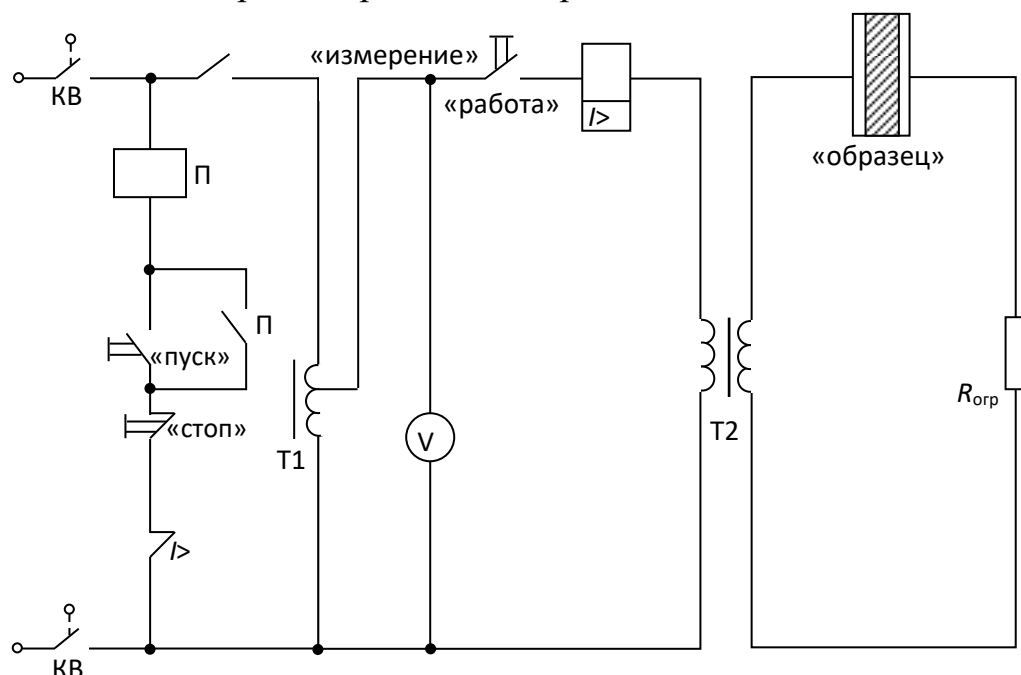 «измерение»
КВ
«работа»
I>
«образец»
П
П
«пуск»
«стоп»
V
T1
T2
Rогр
I>
КВ